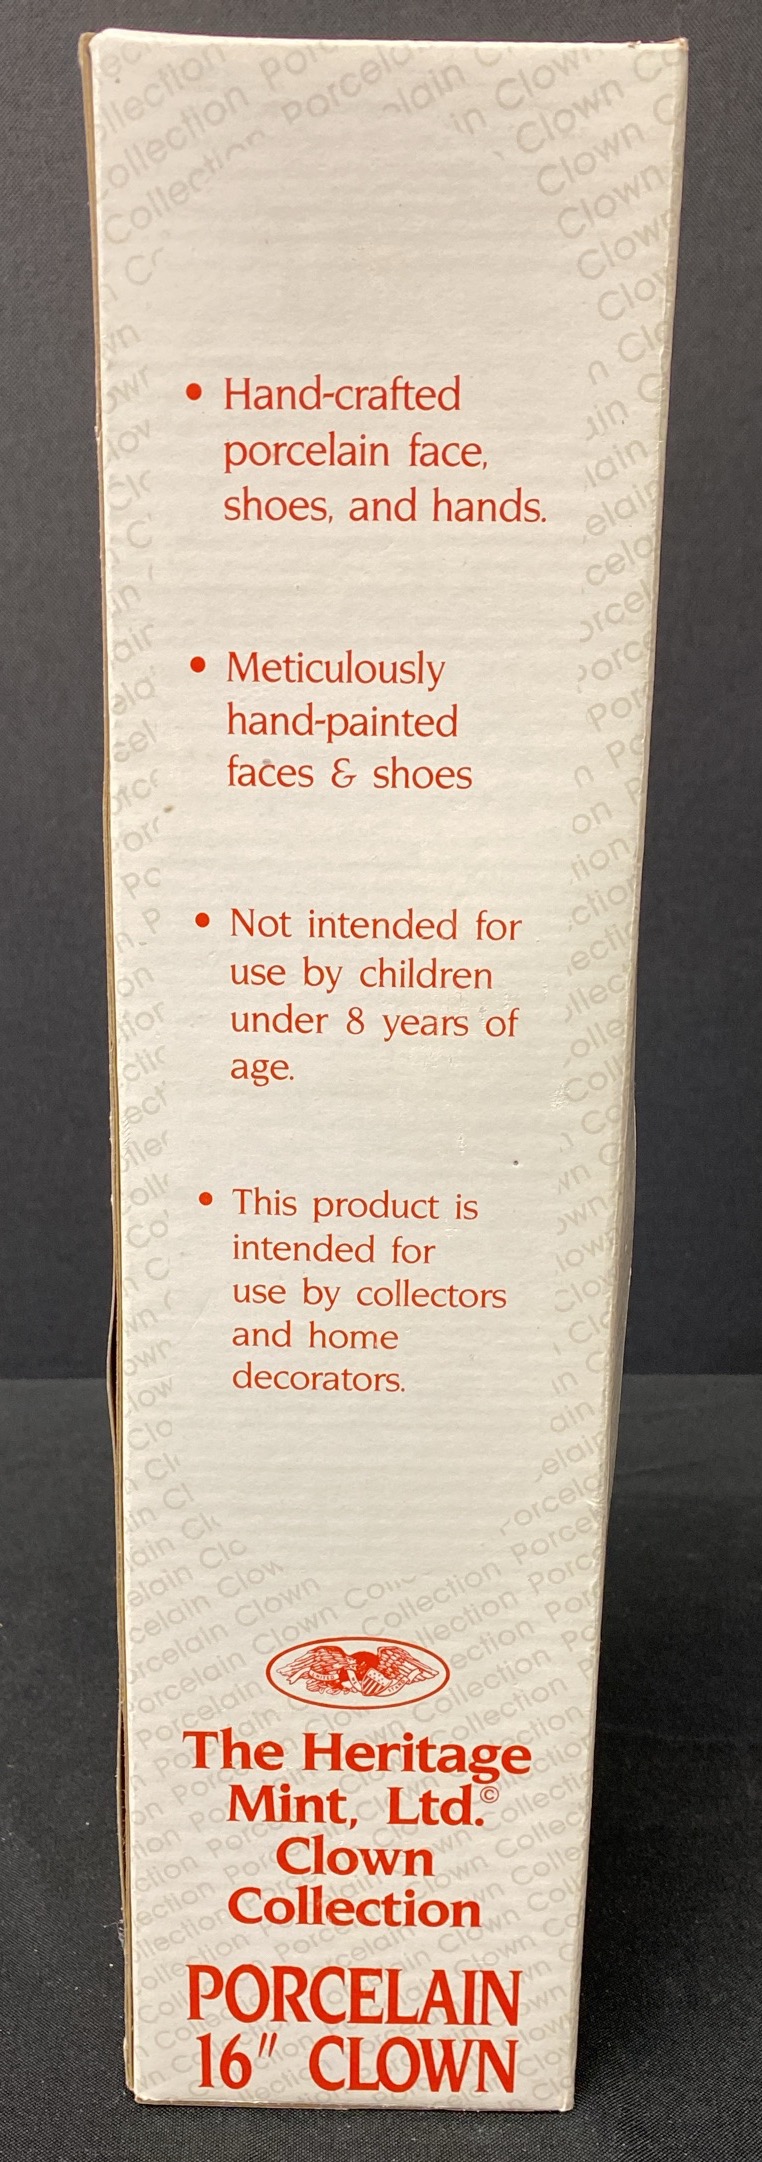 • Hand-crafted
porcelain face,
shoes, and hands.
• Meticulously
hand-painted
faces & shoes
• Not intended for
use by children
under 8 years of
age.
• This product is
intended for
use by collectors
and home
decorators.
The Heritage
Mint, Ltd.©
Clown
Collection
PORCELAIN
16" CLOWN